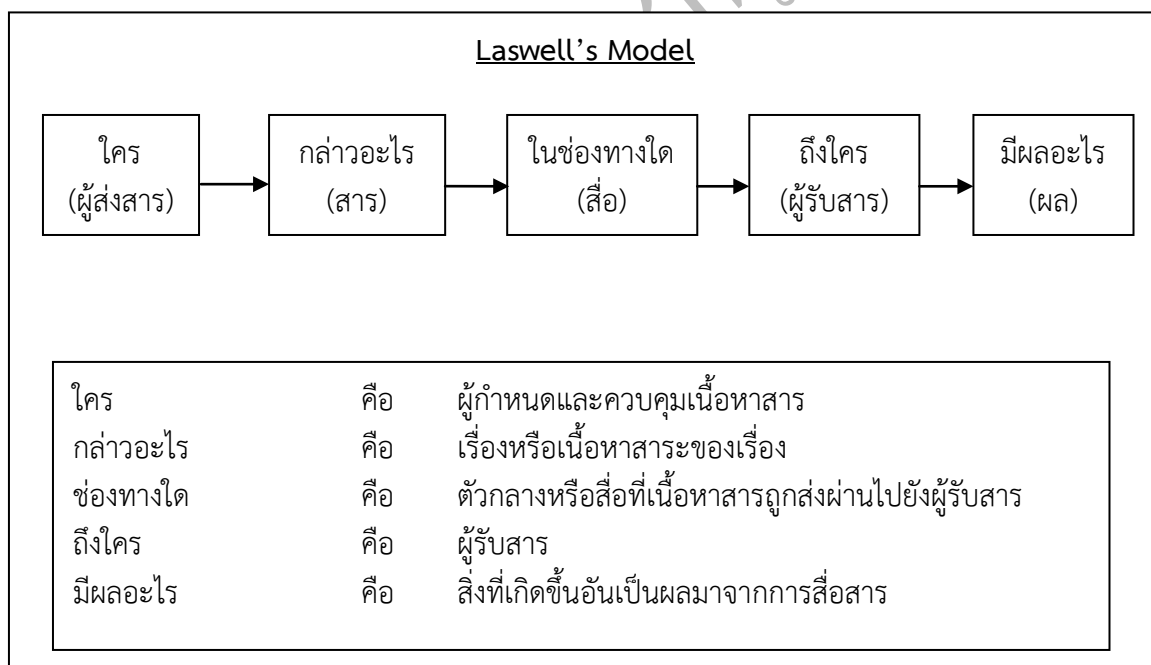 Laswell's Model
ใคร
(ผู้ส่งสาร)
กล่าวอะไร
(สาร)
ในช่องทางใด
(สื่อ)
ถึงใคร
(ผู้รับสาร)
มีผลอะไร
(ผล)
ใคร คือ ผู้กำหนดและควบคุมเนื้อหาสาร
กล่าวอะไร คือ เรื่องหรือเนื้อหาสาระของเรื่อง
ช่องทางใด คือ ตัวกลางหรือสื่อที่เนื้อหาสารถูกส่งผ่านไปยังผู้รับสาร
ถึงใคร คือ ผู้รับสาร
มีผลอะไร คือ สิ่งที่เกิดขึ้นอันเป็นผลมาจากการสื่อสาร